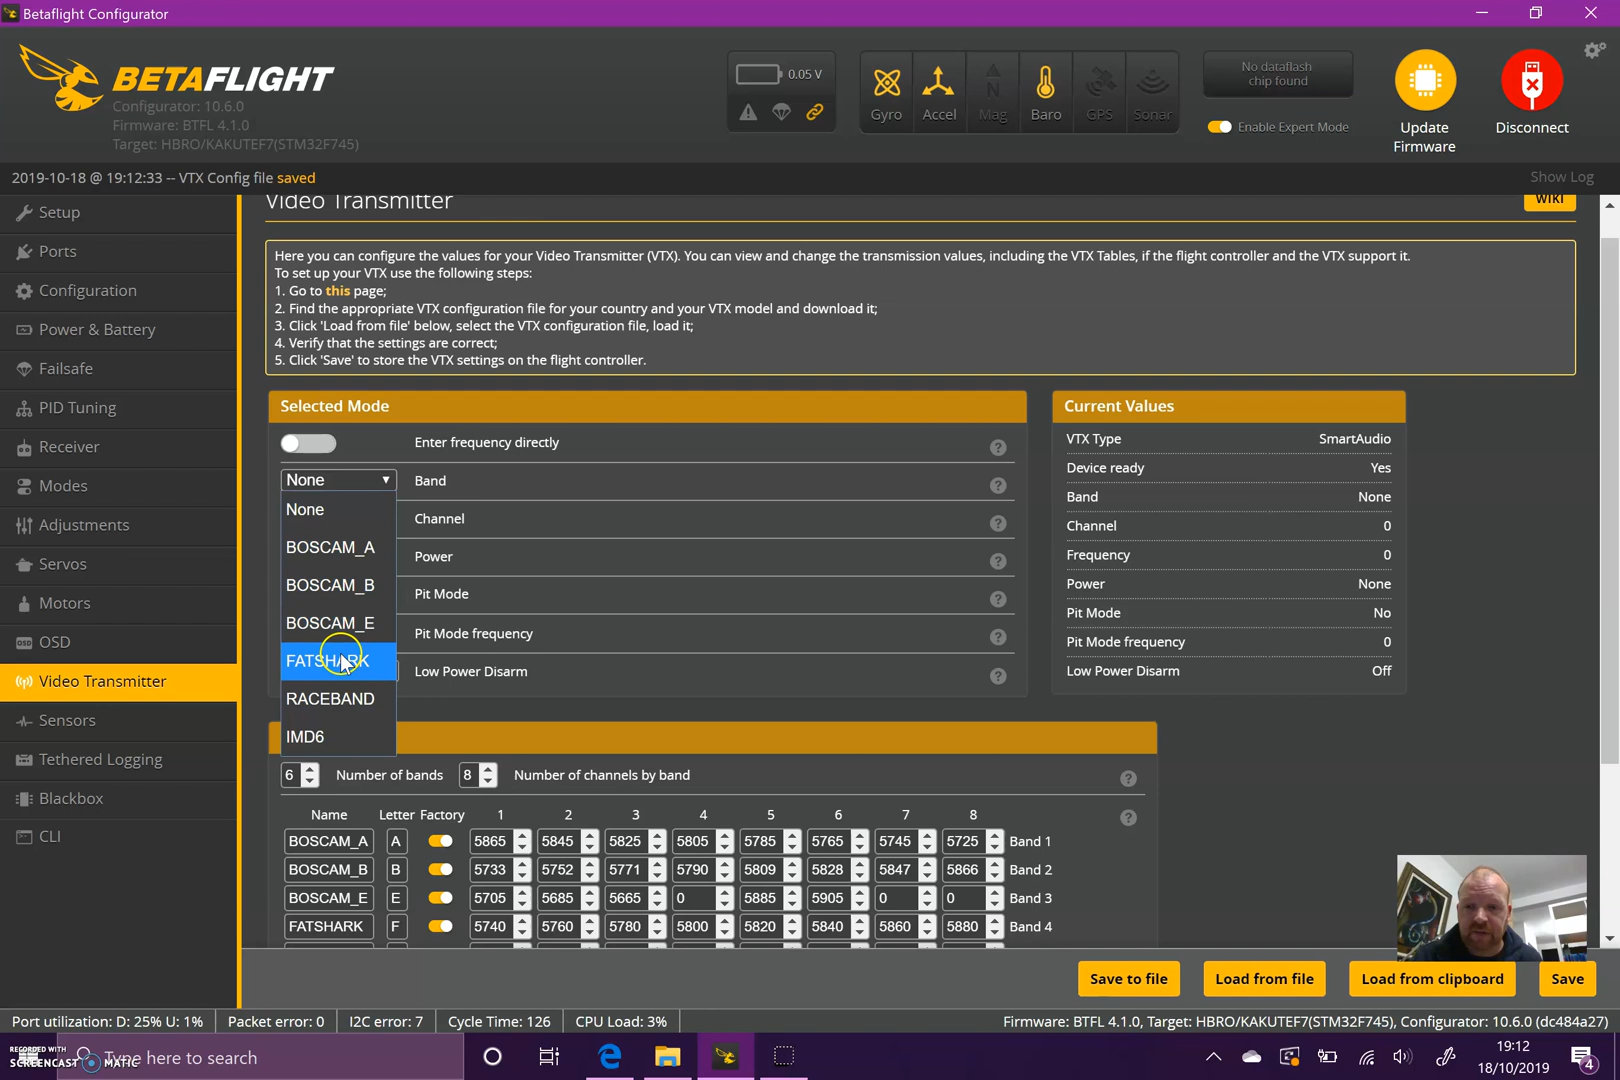 Betaflight Configurator
BETAFLIGHT
Configurator: 10.6.0
Firmware: BTFL 4.1.0
Target: HBRO/KAKUTEF7(STM32F745)
0.05 V
Gyro
Accel
Mag
Baro
GPS
Sonar
No dataflash
chip found
Enable Expert Mode
Update
Firmware
Disconnect
2019-10-18 @ 19:12:33 -- VTX Config file saved
Show Log
Setup
Ports
Configuration
Power & Battery
Failsafe
PID Tuning
Receiver
Modes
Adjustments
Servos
Motors
OSD OSD
Video Transmitter
Sensors
Tethered Logging
Blackbox
CLI
Video Transmitter
WIKI
Here you can configure the values for your Video Transmitter (VTX). You can view and change the transmission values, including the VTX Tables, if the flight controller and the VTX support it.
To set up your VTX use the following steps:
1. Go to this page;
2. Find the appropriate VTX configuration file for your country and your VTX model and download it;
3. Click 'Load from file' below, select the VTX configuration file, load it;
4. Verify that the settings are correct;
5. Click 'Save' to store the VTX settings on the flight controller.
Selected Mode
Enter frequency directly ?
None Band ?
None
BOSCAM_A
BOSCAM_B
BOSCAM_E
FATSHARK
RACEBAND
IMD6
Channel ?
Power ?
Pit Mode ?
Pit Mode frequency ?
Low Power Disarm ?
Current Values
VTX Type SmartAudio
Device ready Yes
Band None
Channel 0
Frequency 0
Power None
Pit Mode No
Pit Mode frequency 0
Low Power Disarm Off
6 Number of bands 8 Number of channels by band ?
Name Letter Factory 1 2 3 4 5 6 7 8 ?
BOSCAM_A A 5865 5845 5825 5805 5785 5765 5745 5725 Band 1
BOSCAM_B B 5733 5752 5771 5790 5809 5828 5847 5866 Band 2
BOSCAM_E E 5705 5685 5665 0 5885 5905 0 0 Band 3
FATSHARK F 5740 5760 5780 5800 5820 5840 5860 5880 Band 4
Save to file
Load from file
Load from clipboard
Save
Port utilization: D: 25% U: 1%
Packet error: 0
I2C error: 7
Cycle Time: 126
CPU Load: 3%
Firmware: BTFL 4.1.0, Target: HBRO/KAKUTEF7(STM32F745), Configurator: 10.6.0 (dc484a27)
RECORDED WITH
SCREENCAST MATIC
Type here to search
19:12
18/10/2019
4